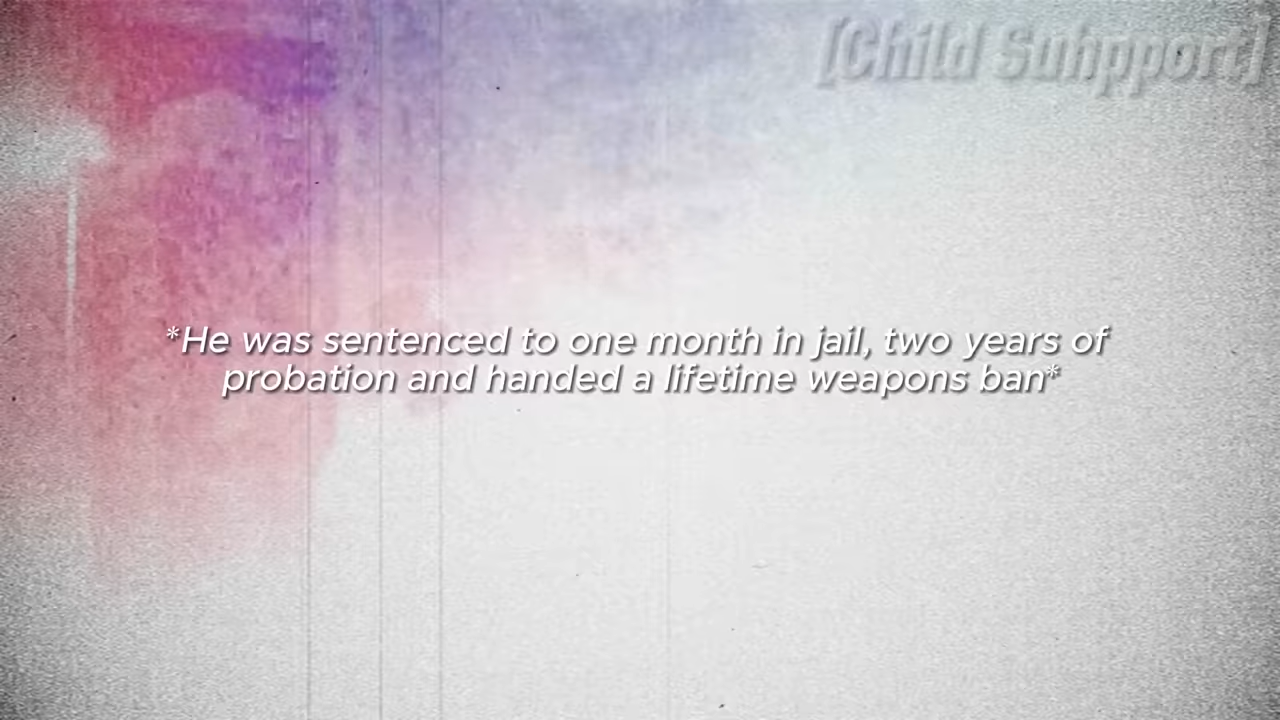 [Child Suhpport]
*He was sentenced to one month in jail, two years of
probation and handed a lifetime weapons ban*